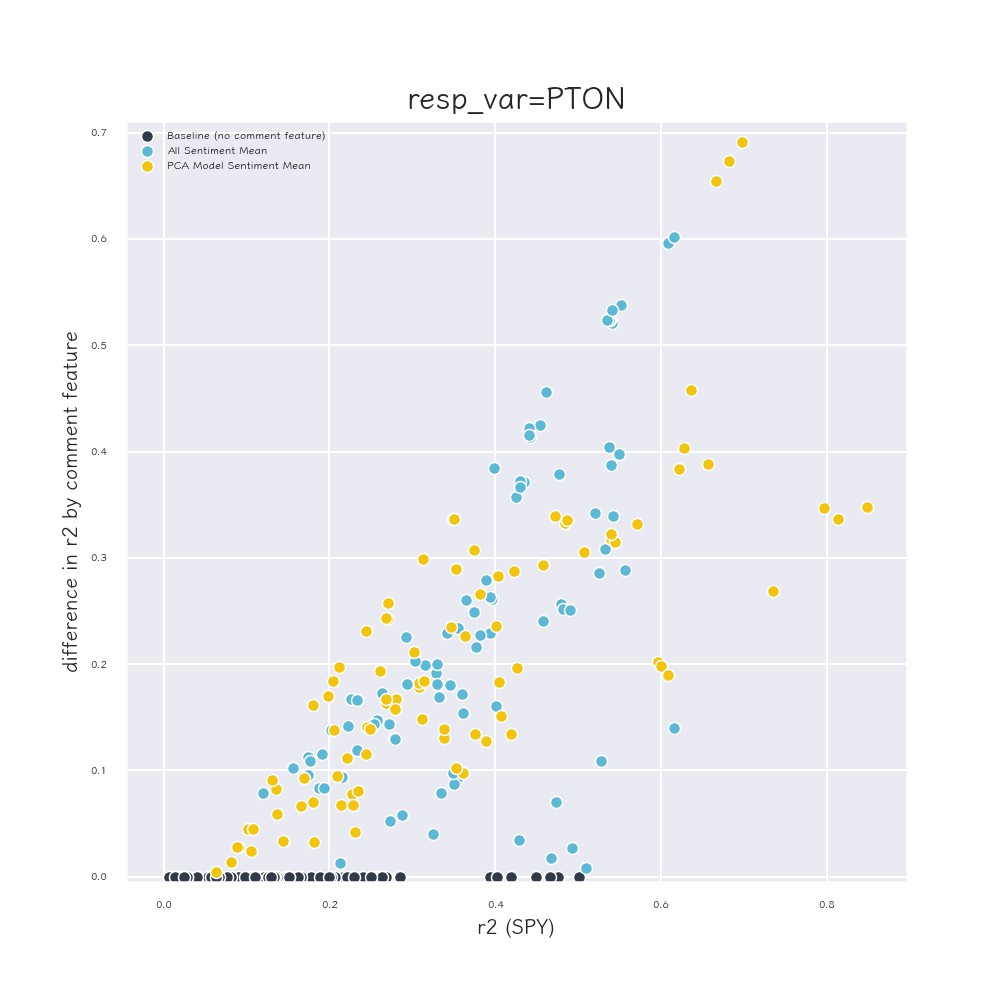 resp_var=PTON
Baseline (no comment feature)
All Sentiment Mean
PCA Model Sentiment Mean
difference in r2 by comment feature
0.7
0.6
0.5
0.4
0.3
0.2
0.1
0.0
0.0 0.2 0.4 0.6 0.8
r2 (SPY)